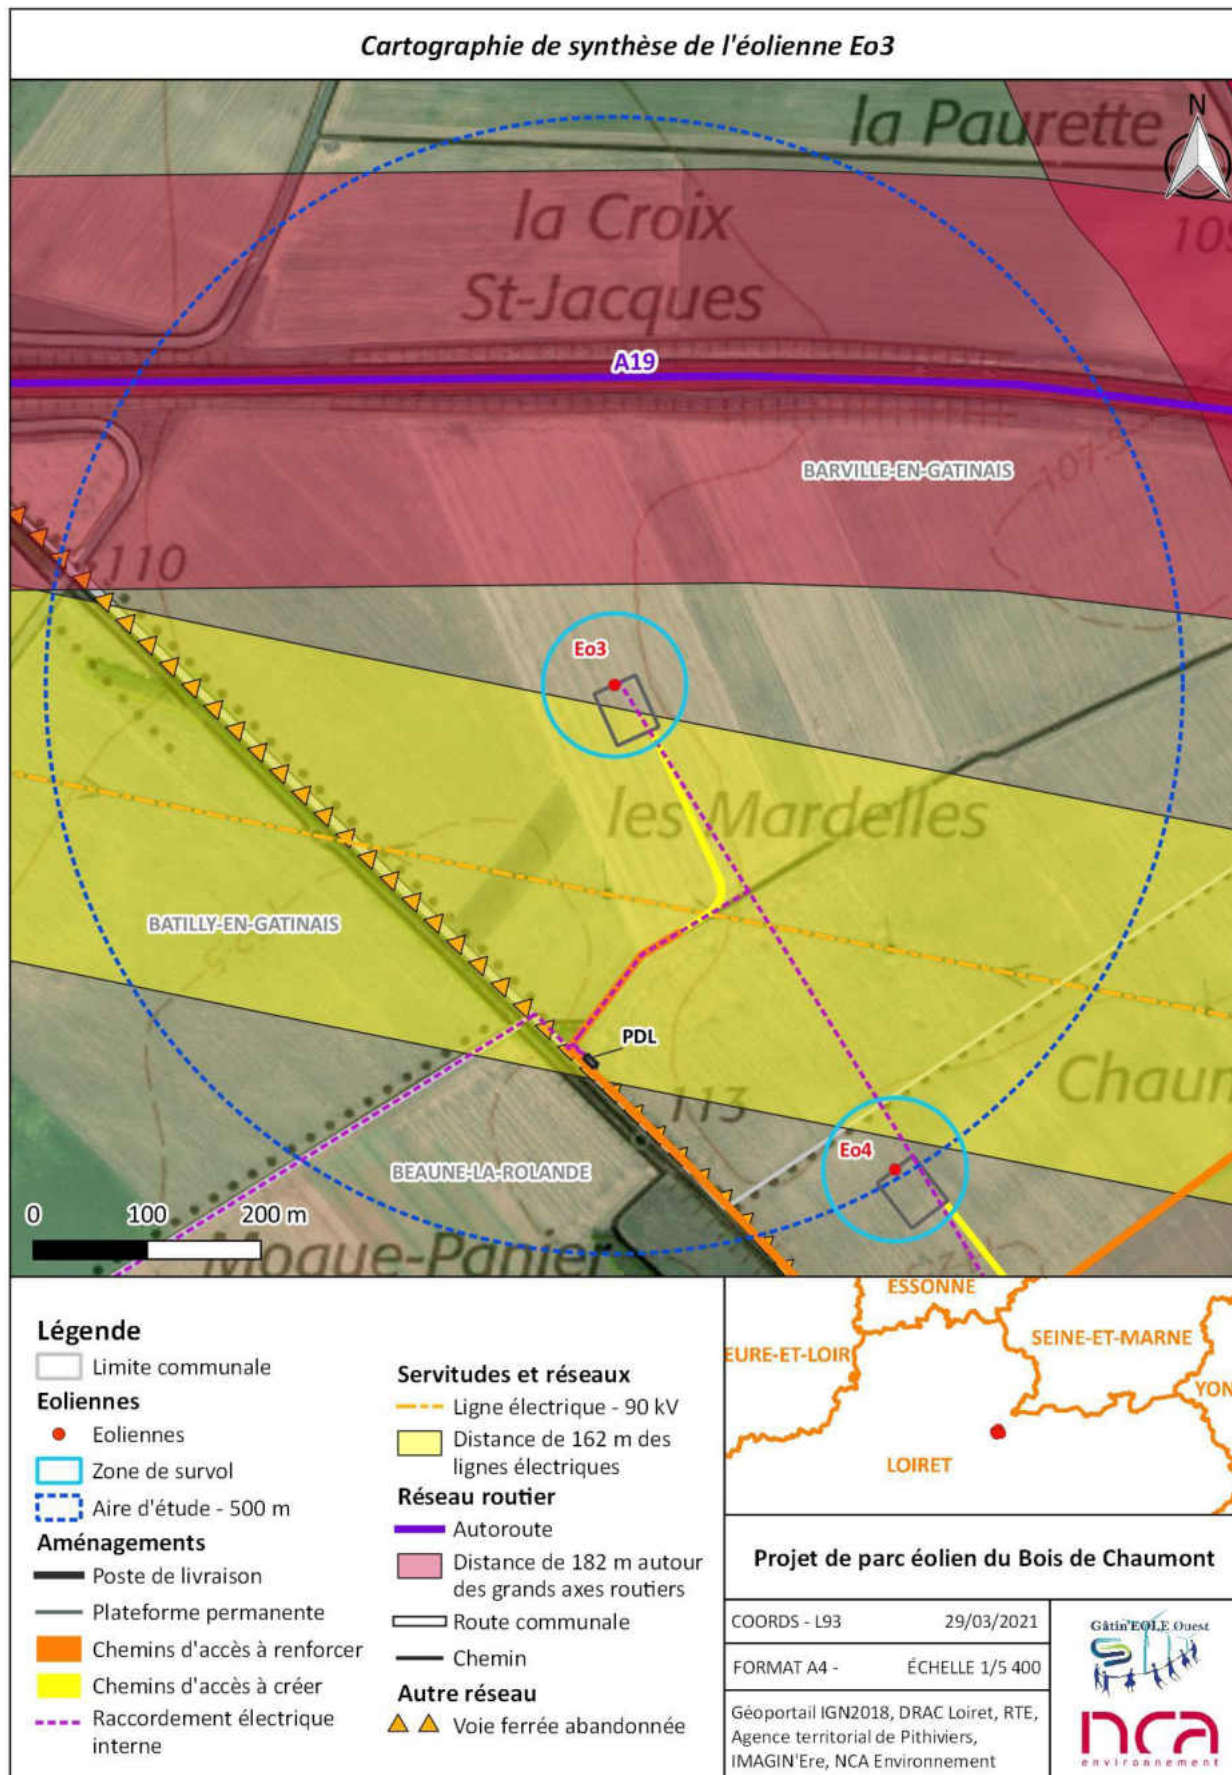 Cartographie de synthèse de l'éolienne Eo3
la Paurette
N
la Croix
St-Jacques
A19
BARVILLE-EN-GATINAIS
110
Eo3
les Mardelles
BATILLY-EN-GATINAIS
PDL
113
Chaum
Eo4
BEAUNE-LA-ROLANDE
0 100 200 m
Moque-Panier
Légende
Limite communale
Eoliennes
Eoliennes
Zone de survol
Aire d'étude - 500 m
Aménagements
Poste de livraison
Plateforme permanente
Chemins d'accès à renforcer
Chemins d'accès à créer
Raccordement électrique
interne
Servitudes et réseaux
Ligne électrique - 90 kV
Distance de 162 m des
lignes électriques
Réseau routier
Autoroute
Distance de 182 m autour
des grands axes routiers
Route communale
Chemin
Autre réseau
Voie ferrée abandonnée
ESSONNE
EURE-ET-LOIR
SEINE-ET-MARNE
YON
LOIRET
Projet de parc éolien du Bois de Chaumont
COORDS - L93 29/03/2021
FORMAT A4 - ÉCHELLE 1/5 400
Géoportail IGN2018, DRAC Loiret, RTE,
Agence territorial de Pithiviers,
IMAGIN'Ere, NCA Environnement
Gâtin'EOLE Ouest
nca
environnement